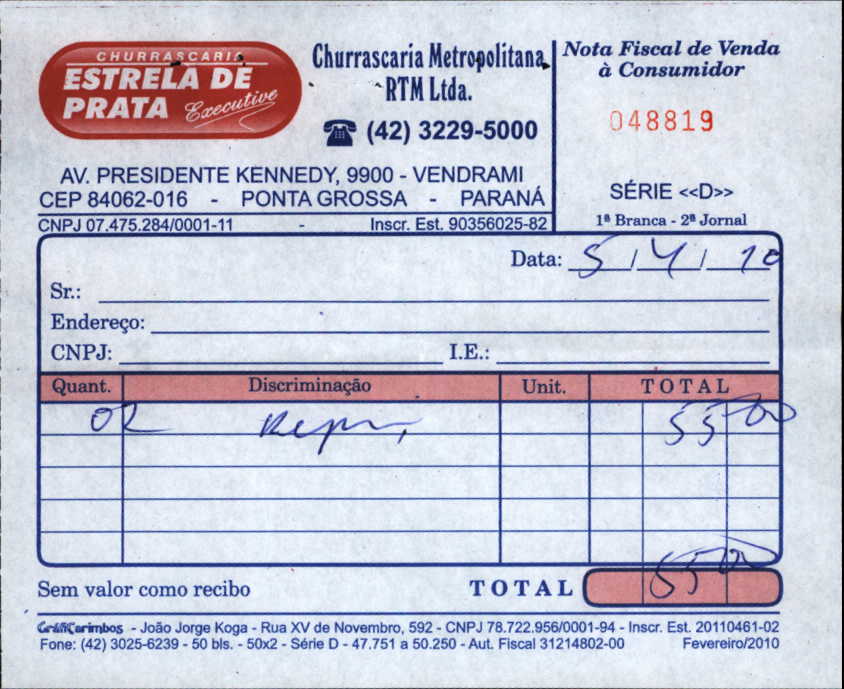 CHURRASCARIA
ESTRELA DE
PRATA Executive
Churrascaria Metropolitana
RTM Ltda.
(42) 3229-5000
AV. PRESIDENTE KENNEDY, 9900 - VENDRAMI
CEP 84062-016 - PONTA GROSSA - PARANÁ
CNPJ 07.475.284/0001-11 - Inscr. Est. 90356025-82
Nota Fiscal de Venda
à Consumidor
048819
SÉRIE <<D>>
1ª Branca - 2ª Jornal
Data: 5/4/10
Sr.:
Endereço:
CNPJ: I.E.:
Quant. Discriminação Unit. TOTAL
02 55 00
Sem valor como recibo TOTAL 55 00
GráfiCarimbos - João Jorge Koga - Rua XV de Novembro, 592 - CNPJ 78.722.956/0001-94 - Inscr. Est. 20110461-02
Fone: (42) 3025-6239 - 50 bls. - 50x2 - Série D - 47.751 a 50.250 - Aut. Fiscal 31214802-00 Fevereiro/2010